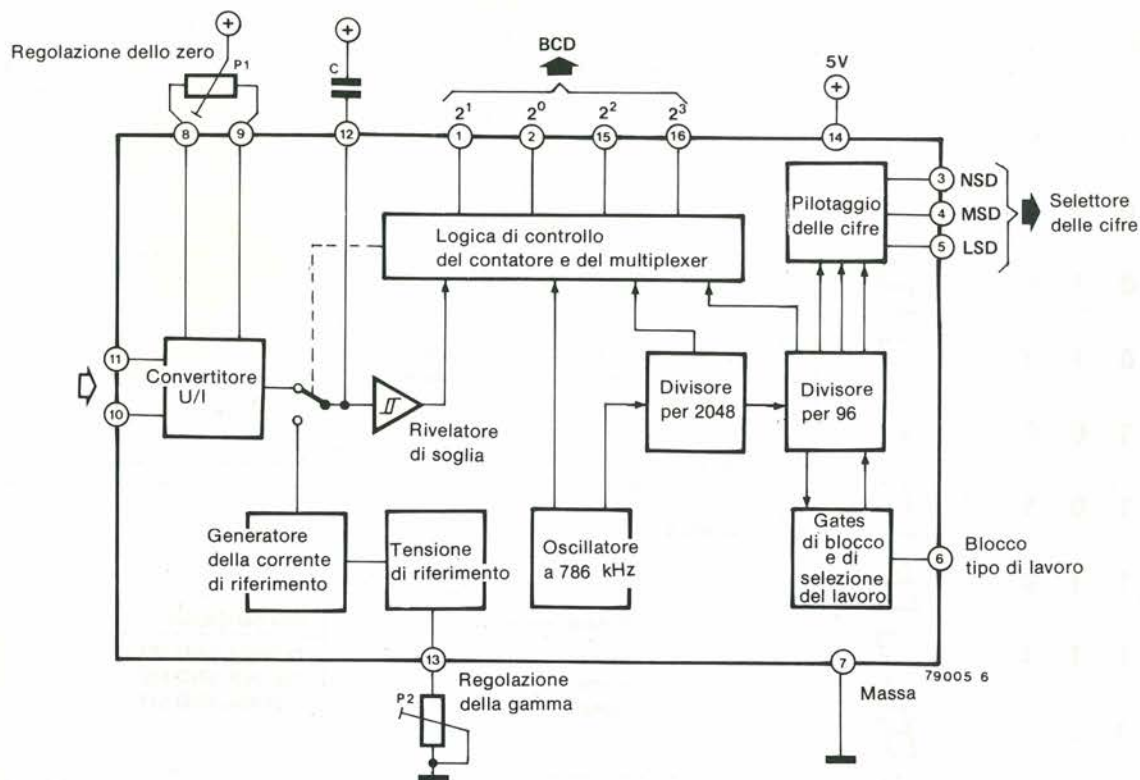 Regolazione dello zero
+
P1
+
C
BCD
2¹
2⁰
2²
2³
5V
+
8
9
12
1
2
15
16
14
Pilotaggio
delle cifre
3 NSD
4 MSD
5 LSD
Selettore
delle cifre
Logica di controllo
del contatore e del multiplexer
11
10
Convertitore
U/I
Rivelatore
di soglia
Divisore
per 2048
Divisore
per 96
Generatore
della corrente
di riferimento
Tensione
di riferimento
Oscillatore
a 786 kHz
Gates
di blocco
e di
selezione
del lavoro
6
Blocco
tipo di lavoro
13
Regolazione
della gamma
P2
7
Massa
79005 6